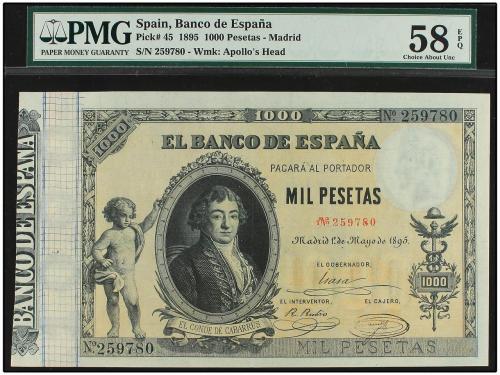 PMG
PAPER MONEY GUARANTY
Spain, Banco de España
Pick# 45 1895 1000 Pesetas - Madrid
S/N 259780 - Wmk: Apollo's Head
58 EPQ
Choice About Unc
BANCO DE ESPAÑA
1000
1000
Nº 259780
EL BANCO DE ESPAÑA
PAGARÁ AL PORTADOR
MIL PESETAS
Nº 259780
Madrid 1º de Mayo de 1895.
EL GOBERNADOR,
EL INTERVENTOR,
EL CAJERO,
R. Rubio
1000
EL CONDE DE CABARRUS
Nº 259780
MIL PESETAS